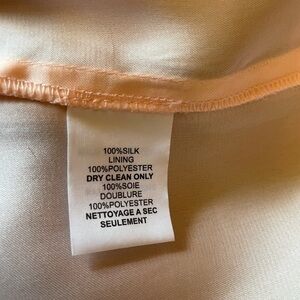 100%SILK
LINING
100%POLYESTER
DRY CLEAN ONLY
100%SOIE
DOUBLURE
100%POLYESTER
NETTOYAGE A SEC
SEULEMENT